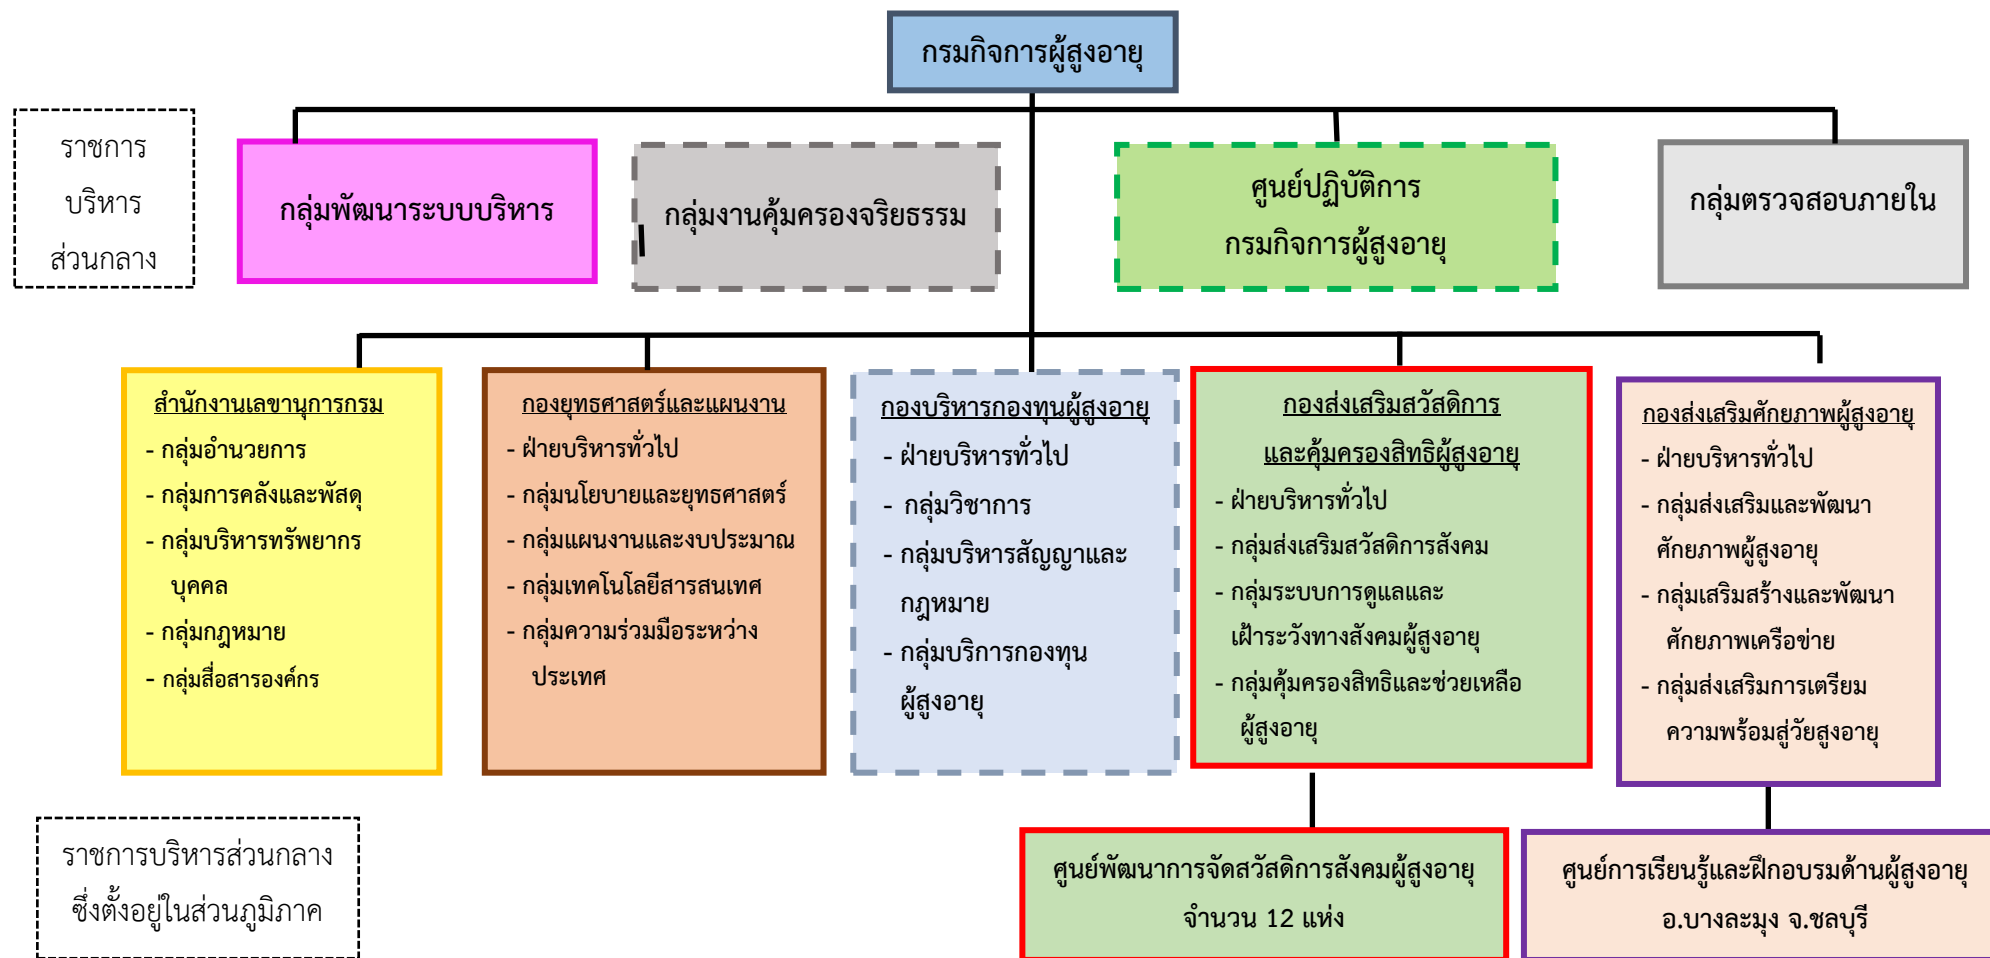 กรมกิจการผู้สูงอายุ
ราชการ
บริหาร
ส่วนกลาง
กลุ่มพัฒนาระบบบริหาร
กลุ่มงานคุ้มครองจริยธรรม
ศูนย์ปฏิบัติการ
กรมกิจการผู้สูงอายุ
กลุ่มตรวจสอบภายใน
สำนักงานเลขานุการกรม
- กลุ่มอำนวยการ
- กลุ่มการคลังและพัสดุ
- กลุ่มบริหารทรัพยากร
บุคคล
- กลุ่มกฎหมาย
- กลุ่มสื่อสารองค์กร
กองยุทธศาสตร์และแผนงาน
- ฝ่ายบริหารทั่วไป
- กลุ่มนโยบายและยุทธศาสตร์
- กลุ่มแผนงานและงบประมาณ
- กลุ่มเทคโนโลยีสารสนเทศ
- กลุ่มความร่วมมือระหว่าง
ประเทศ
กองบริหารกองทุนผู้สูงอายุ
- ฝ่ายบริหารทั่วไป
- กลุ่มวิชาการ
- กลุ่มบริหารสัญญาและ
กฎหมาย
- กลุ่มบริการกองทุน
ผู้สูงอายุ
กองส่งเสริมสวัสดิการ
และคุ้มครองสิทธิผู้สูงอายุ
- ฝ่ายบริหารทั่วไป
- กลุ่มส่งเสริมสวัสดิการสังคม
- กลุ่มระบบการดูแลและ
เฝ้าระวังทางสังคมผู้สูงอายุ
- กลุ่มคุ้มครองสิทธิและช่วยเหลือ
ผู้สูงอายุ
กองส่งเสริมศักยภาพผู้สูงอายุ
- ฝ่ายบริหารทั่วไป
- กลุ่มส่งเสริมและพัฒนา
ศักยภาพผู้สูงอายุ
- กลุ่มเสริมสร้างและพัฒนา
ศักยภาพเครือข่าย
- กลุ่มส่งเสริมการเตรียม
ความพร้อมสู่วัยสูงอายุ
ราชการบริหารส่วนกลาง
ซึ่งตั้งอยู่ในส่วนภูมิภาค
ศูนย์พัฒนาการจัดสวัสดิการสังคมผู้สูงอายุ
จำนวน 12 แห่ง
ศูนย์การเรียนรู้และฝึกอบรมด้านผู้สูงอายุ
อ.บางละมุง จ.ชลบุรี